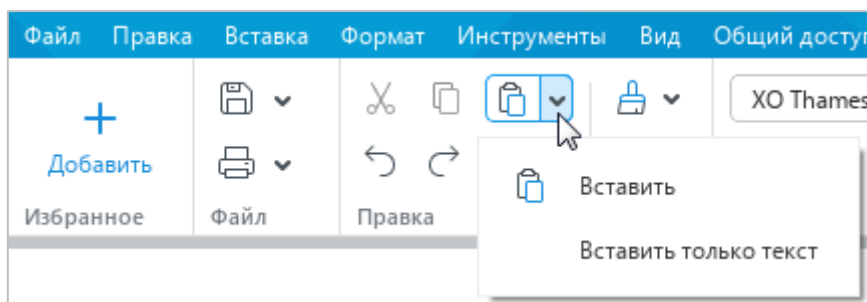 Файл Правка Вставка Формат Инструменты Вид Общий доступ
XO Thames
Добавить
Вставить
Избранное Файл Правка
Вставить только текст